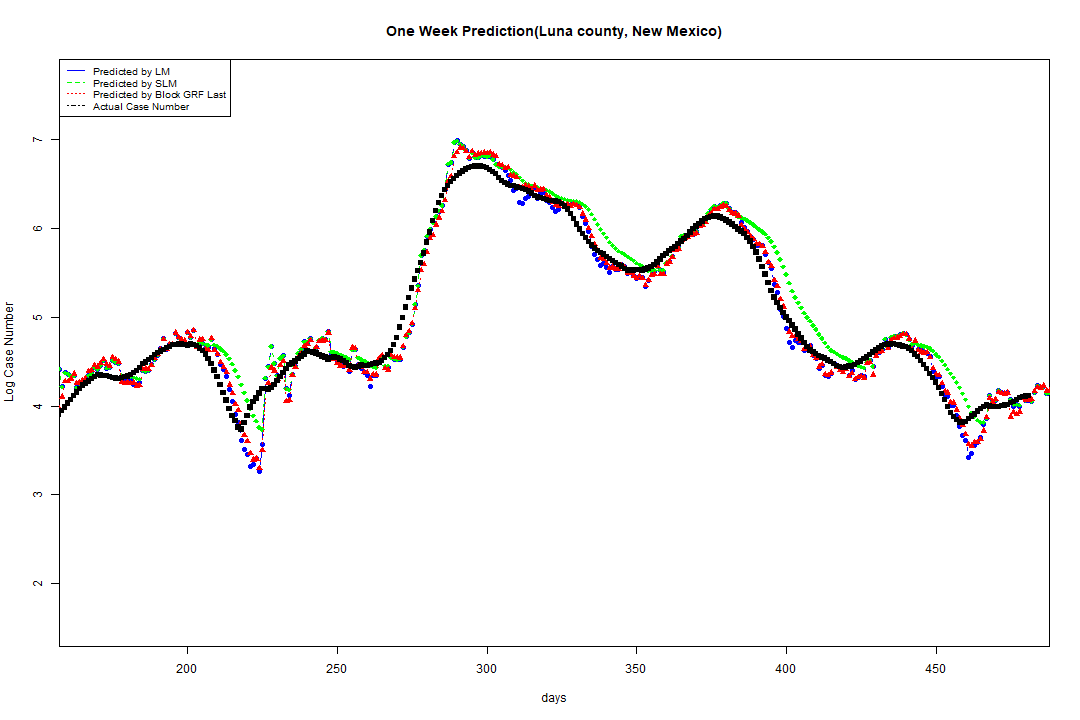 One Week Prediction(Luna county, New Mexico)
Predicted by LM
Predicted by SLM
Predicted by Block GRF Last
Actual Case Number
Log Case Number
7
6
5
4
3
2
200 250 300 350 400 450
days